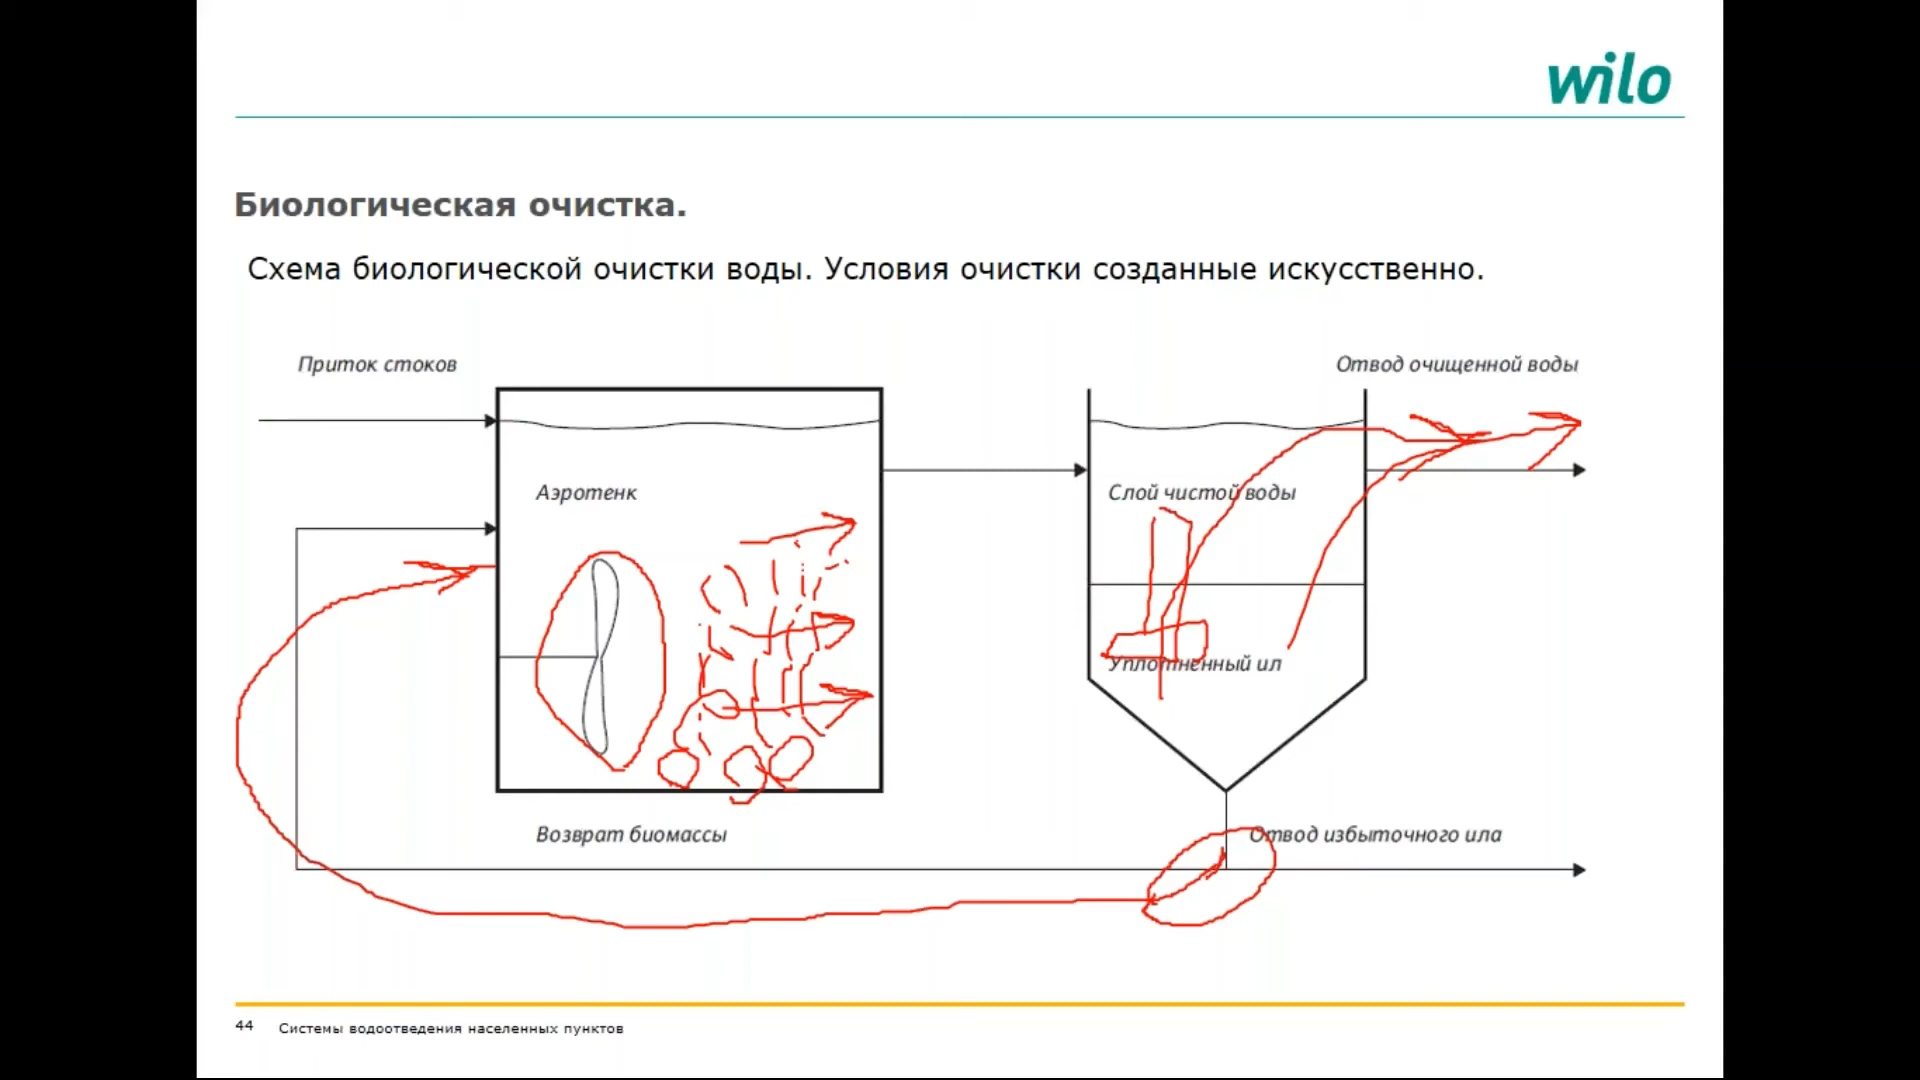 wilo
Биологическая очистка.
Схема биологической очистки воды. Условия очистки созданные искусственно.
Приток стоков
Отвод очищенной воды
Аэротенк
Слой чистой воды
Уплотненный ил
Возврат биомассы
Отвод избыточного ила
44 Системы водоотведения населенных пунктов